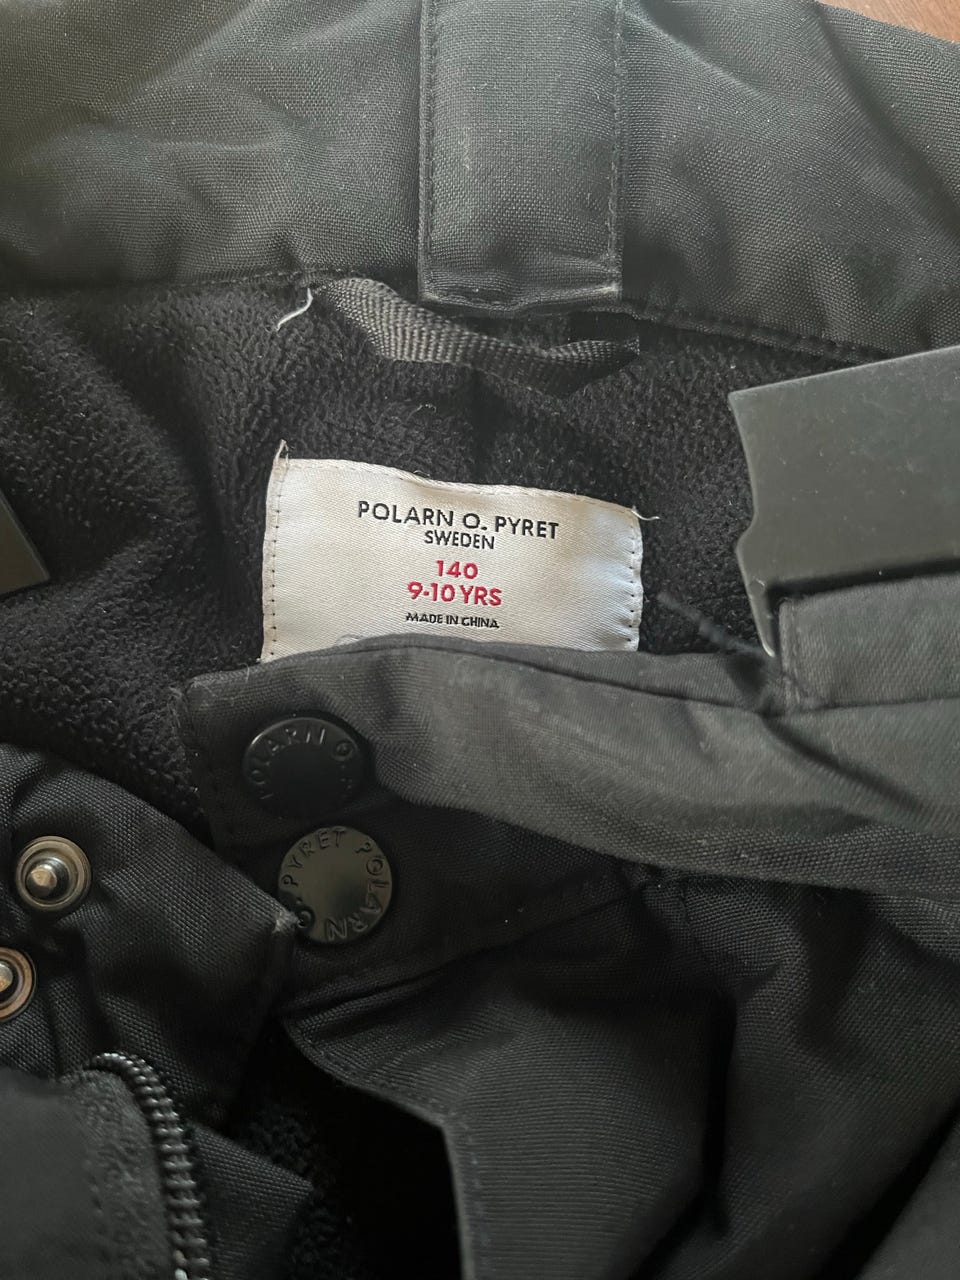 POLARN O. PYRET
SWEDEN
140
9-10 YRS
MADE IN CHINA
POLARN O.
PYRET POLARN O.